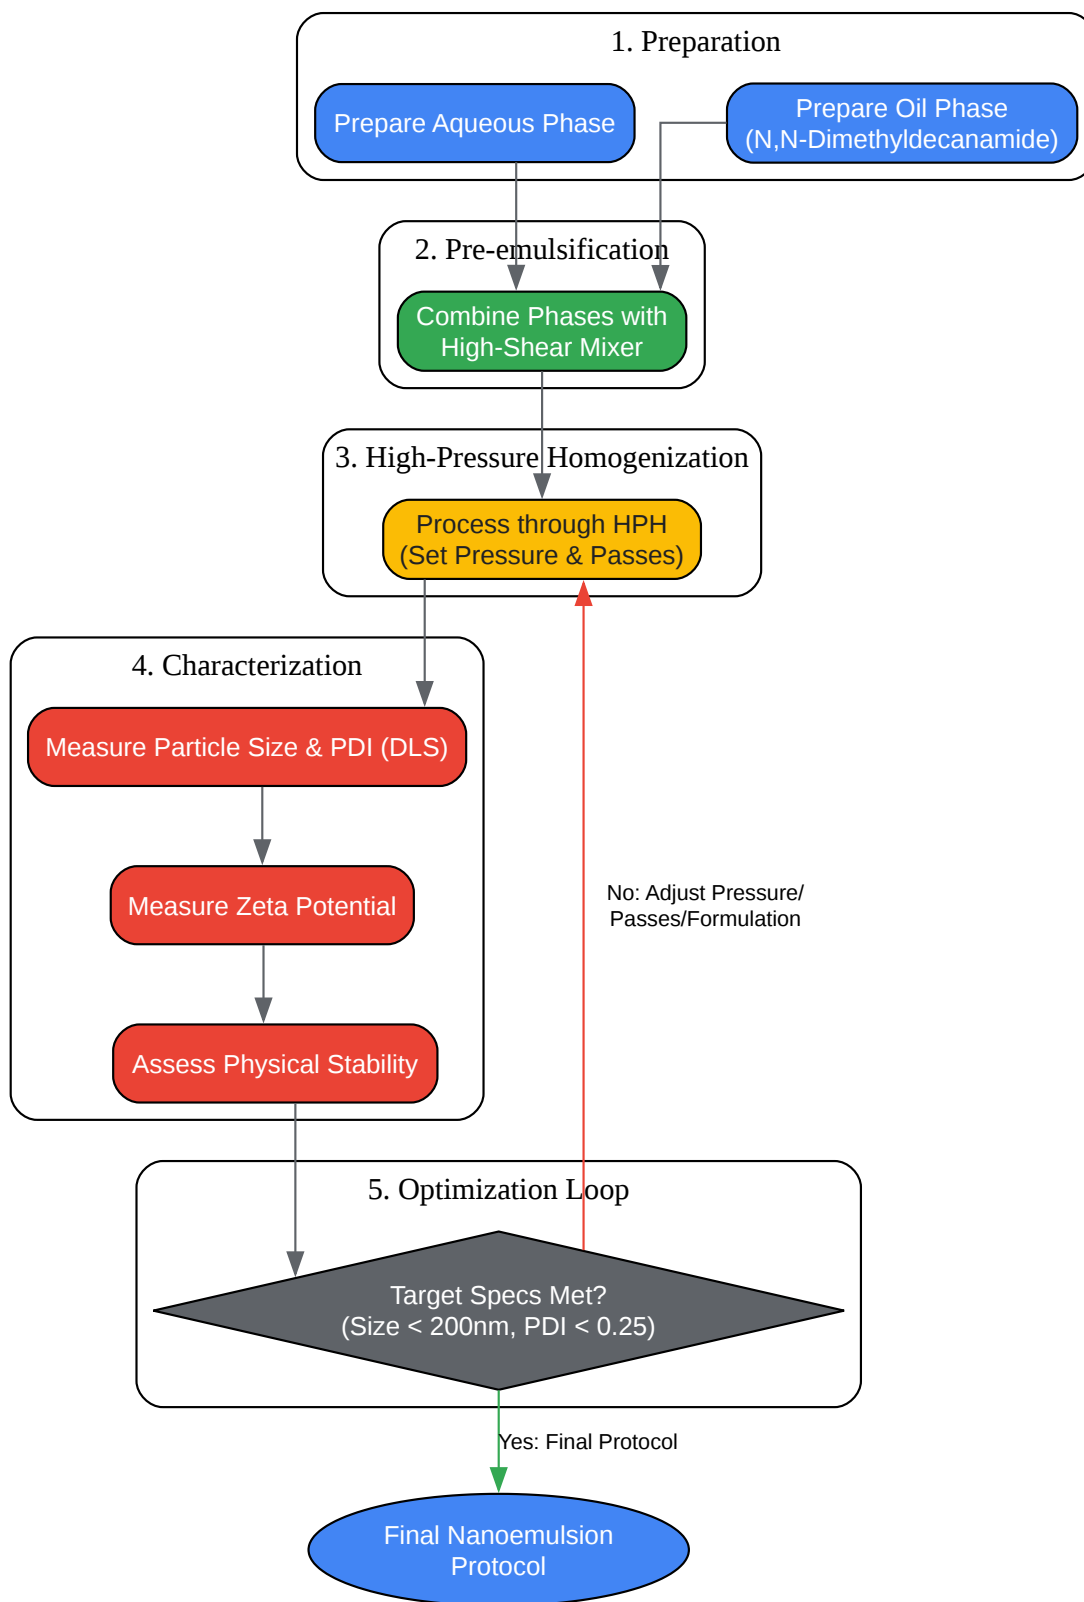 1. Preparation
Prepare Aqueous Phase
Prepare Oil Phase
(N,N-Dimethyldecanamide)
2. Pre-emulsification
Combine Phases with
High-Shear Mixer
3. High-Pressure Homogenization
Process through HPH
(Set Pressure & Passes)
4. Characterization
Measure Particle Size & PDI (DLS)
Measure Zeta Potential
No: Adjust Pressure/
Passes/Formulation
Assess Physical Stability
5. Optimization Loop
Target Specs Met?
(Size < 200nm, PDI < 0.25)
Yes: Final Protocol
Final Nanoemulsion
Protocol